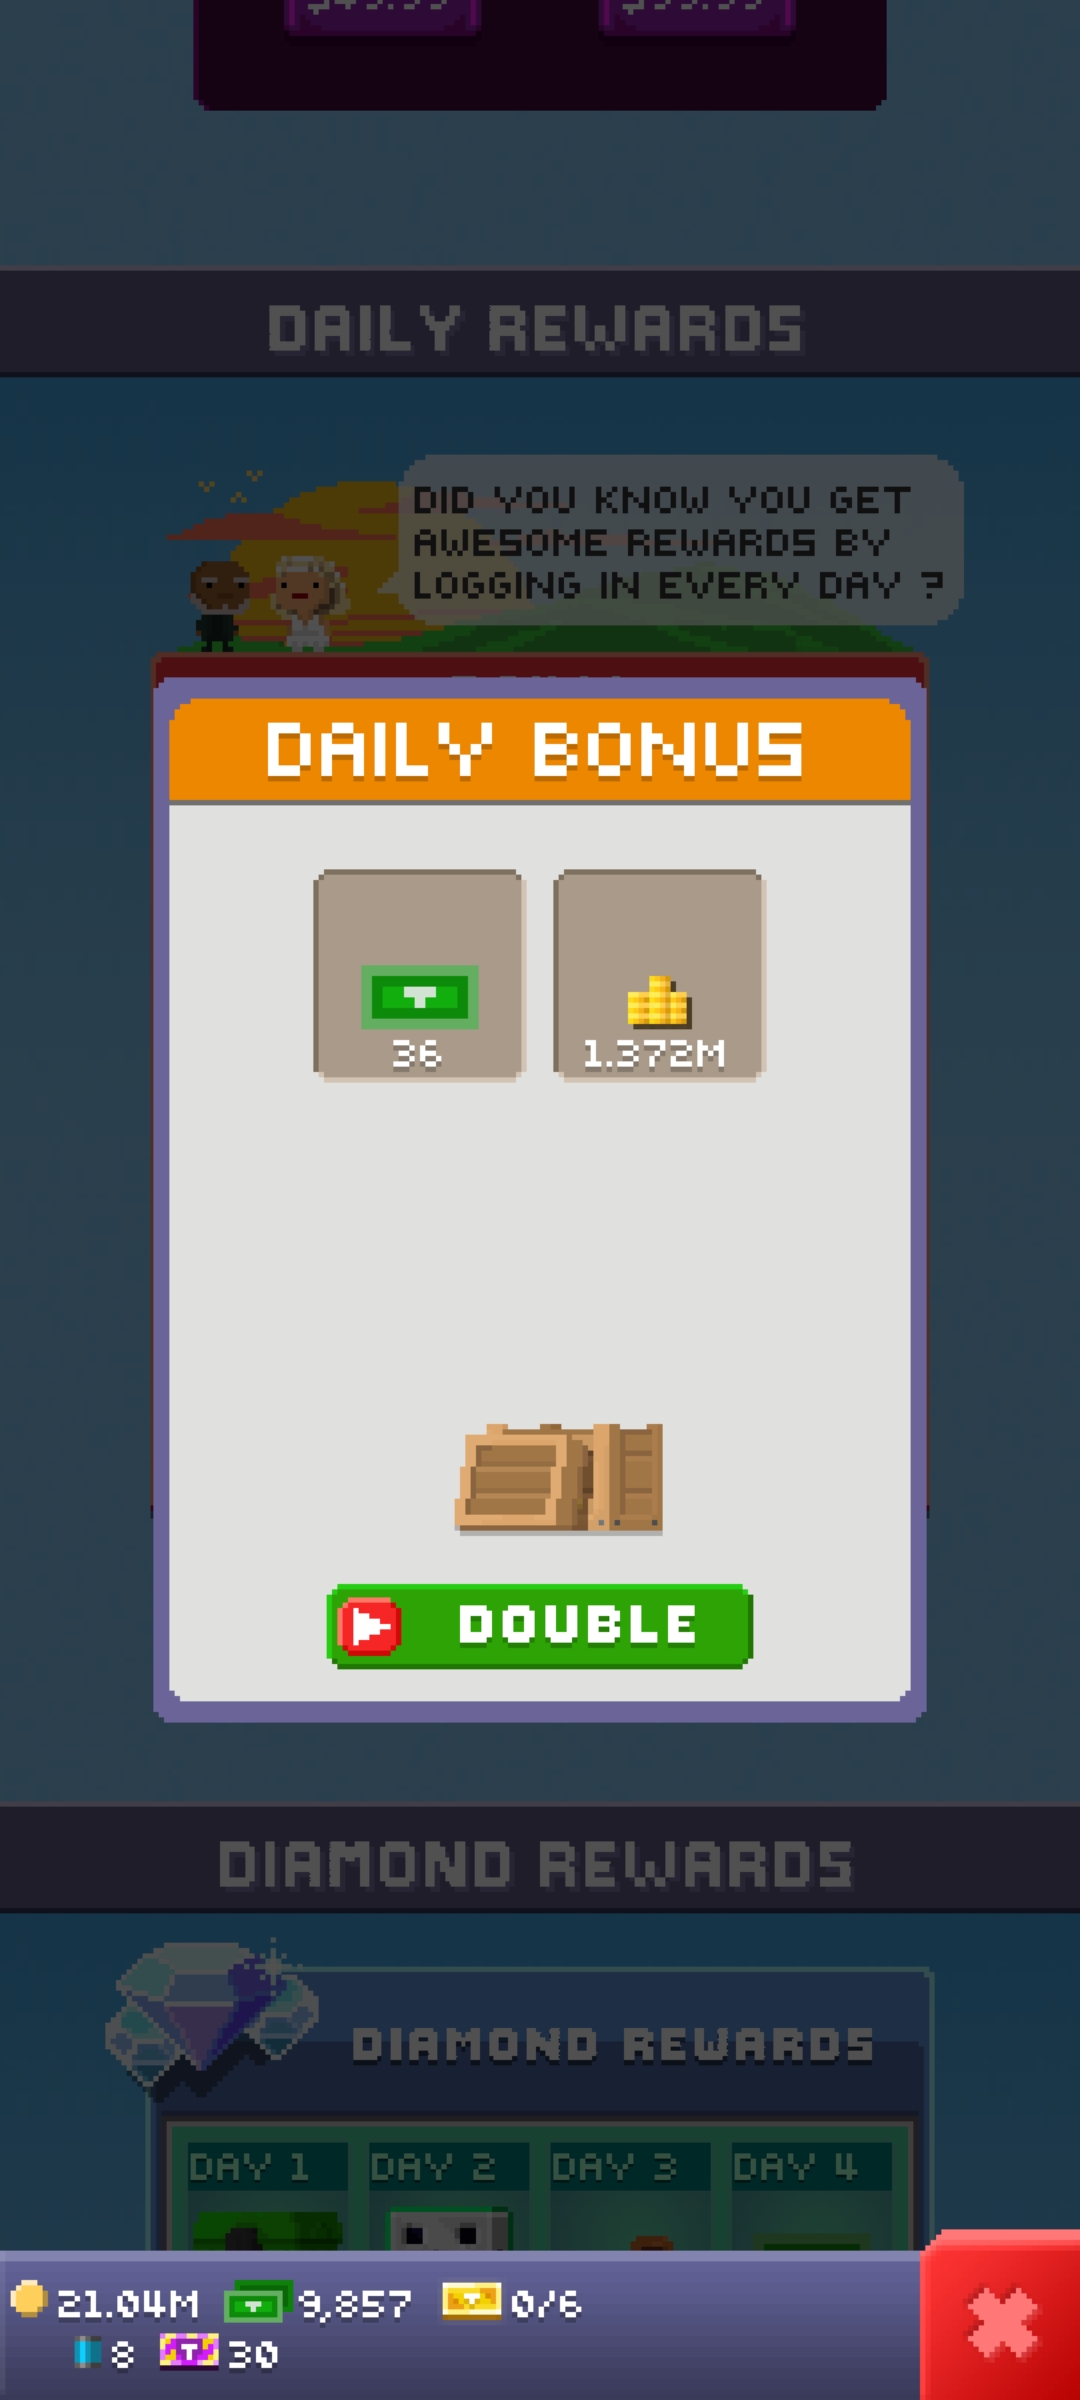 DAILY REWARDS
DID YOU KNOW YOU GET
AWESOME REWARDS BY
LOGGING IN EVERY DAY ?
DAILY BONUS
36
1.372M
DOUBLE
DIAMOND REWARDS
DIAMOND REWARDS
DAY 1
DAY 2
DAY 3
DAY 4
21.04M
9,857
0/6
8
30